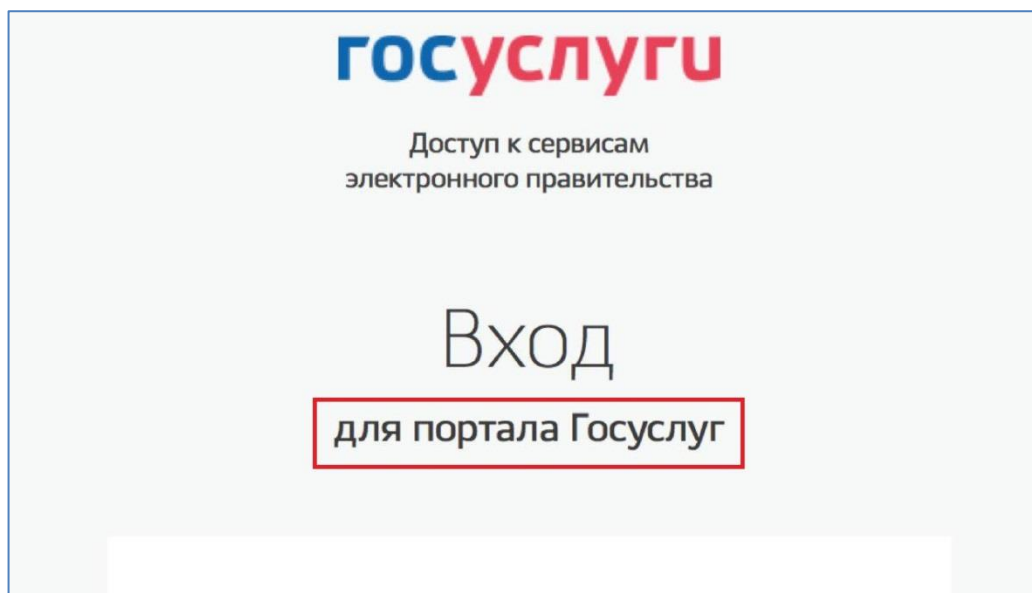 госуслуги
Доступ к сервисам
электронного правительства
Вход
для портала Госуслуг